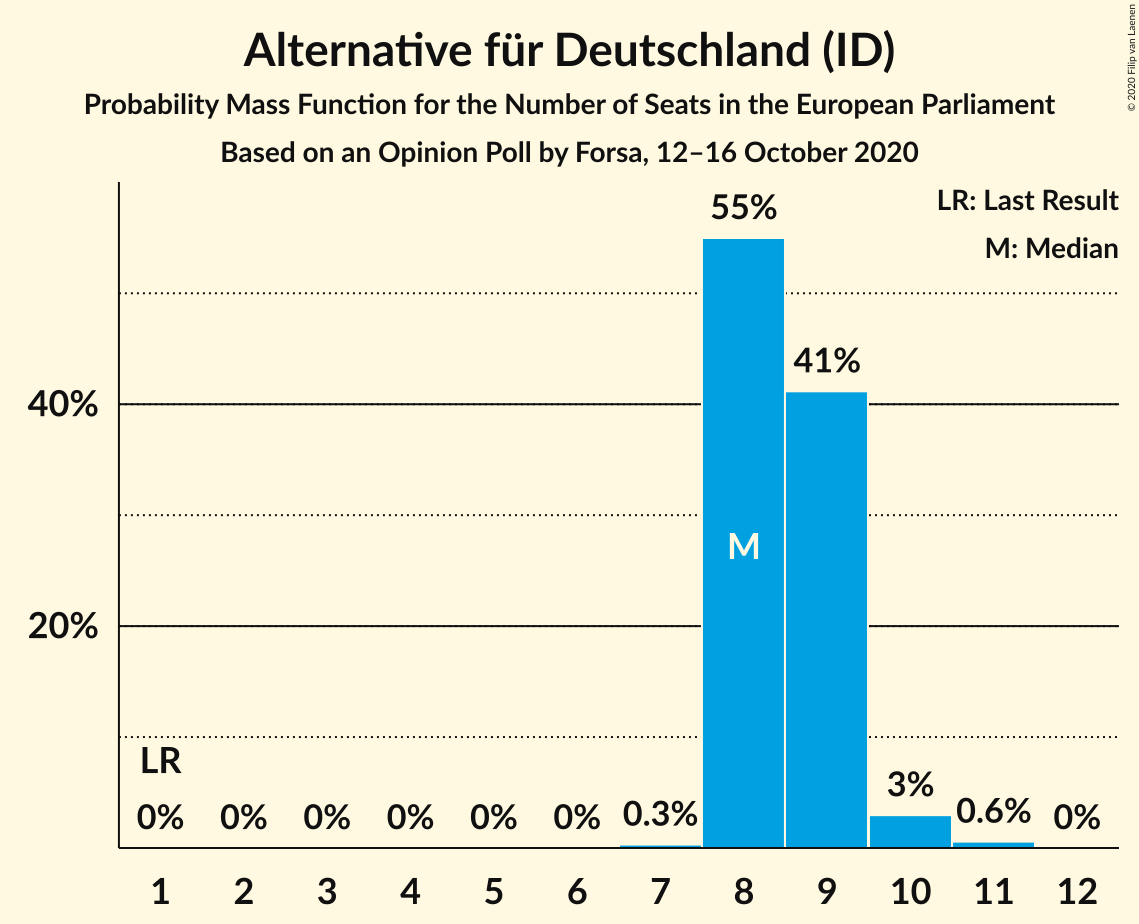 Alternative für Deutschland (ID)
Probability Mass Function for the Number of Seats in the European Parliament
Based on an Opinion Poll by Forsa, 12–16 October 2020
© 2020 Filip van Laenen
LR: Last Result
M: Median
55%
41%
40%
M
20%
LR
0% 0% 0% 0% 0% 0% 0.3% 3% 0.6% 0%
1 2 3 4 5 6 7 8 9 10 11 12